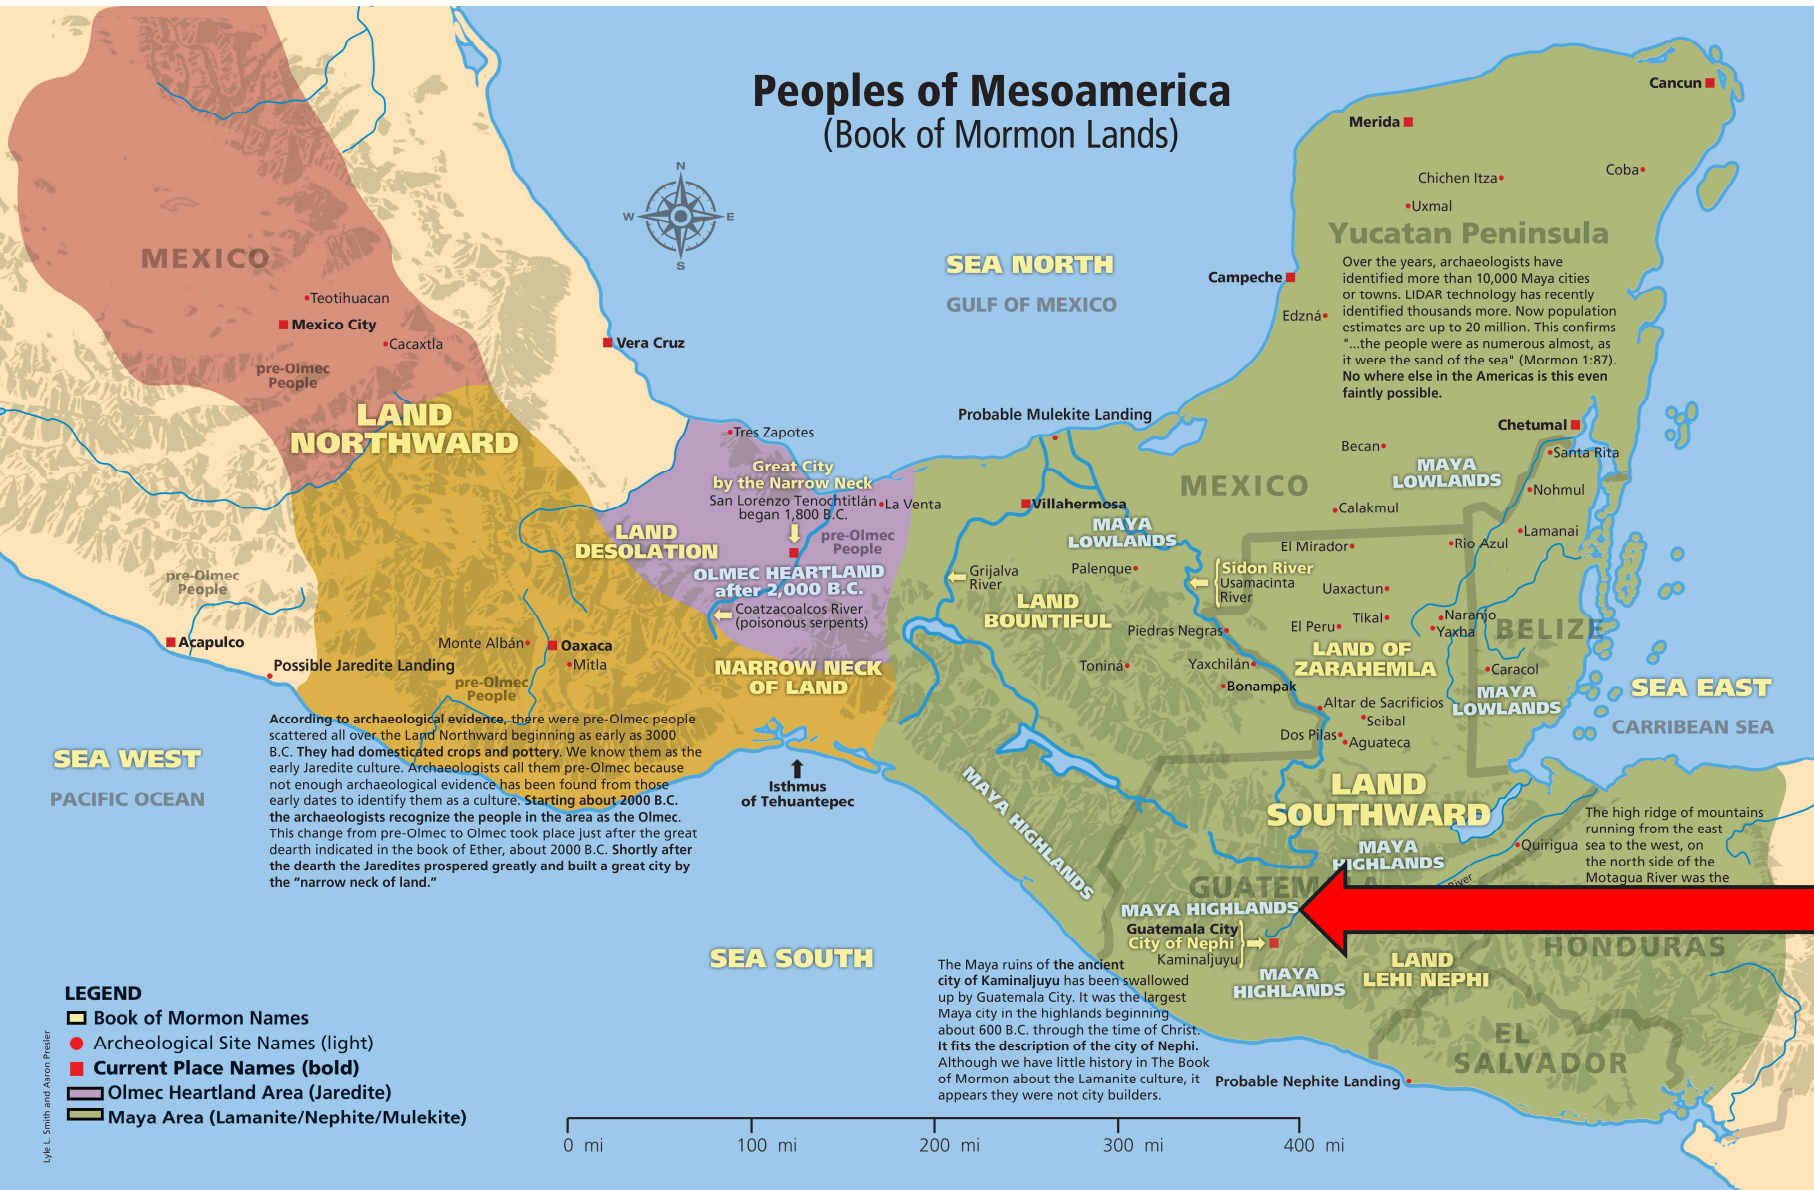 Peoples of Mesoamerica
(Book of Mormon Lands)
N
W
E
S
Cancun
Merida
Chichen Itza
Coba
Uxmal
Yucatan Peninsula
Over the years, archaeologists have
identified more than 10,000 Maya cities
or towns. LIDAR technology has recently
identified thousands more. Now population
estimates are up to 20 million. This confirms
"...the people were as numerous almost, as
it were the sand of the sea" (Mormon 1:87).
No where else in the Americas is this even
faintly possible.
SEA NORTH
GULF OF MEXICO
Campeche
Edzná
MEXICO
Teotihuacan
Mexico City
Cacaxtla
pre-Olmec
People
Vera Cruz
LAND
NORTHWARD
Probable Mulekite Landing
Chetumal
Tres Zapotes
Becan
Santa Rita
Great City
by the Narrow Neck
San Lorenzo Tenochtitlán
began 1,800 B.C.
La Venta
MAYA
LOWLANDS
MEXICO
Nohmul
Villahermosa
Calakmul
LAND
DESOLATION
pre-Olmec
People
MAYA
LOWLANDS
Lamanai
El Mirador
Rio Azul
OLMEC HEARTLAND
after 2,000 B.C.
Grijalva
River
Palenque
Sidon River
Usamacinta
River
Uaxactun
pre-Olmec
People
Coatzacoalcos River
(poisonous serpents)
LAND
BOUNTIFUL
Tikal
Naranjo
El Peru
Yaxha
BELIZE
Piedras Negras
Acapulco
Monte Albán
Oaxaca
Mitla
LAND OF
ZARAHEMLA
Toniná
Yaxchilán
Caracol
Possible Jaredite Landing
NARROW NECK
OF LAND
Bonampak
MAYA
LOWLANDS
SEA EAST
CARRIBEAN SEA
pre-Olmec
People
Altar de Sacrificios
Seibal
Dos Pilas
Aguateca
According to archaeological evidence, there were pre-Olmec people
scattered all over the Land Northward beginning as early as 3000
B.C. They had domesticated crops and pottery. We know them as the
early Jaredite culture. Archaeologists call them pre-Olmec because
not enough archaeological evidence has been found from those
early dates to identify them as a culture. Starting about 2000 B.C.
the archaeologists recognize the people in the area as the Olmec.
This change from pre-Olmec to Olmec took place just after the great
dearth indicated in the book of Ether, about 2000 B.C. Shortly after
the dearth the Jaredites prospered greatly and built a great city by
the “narrow neck of land.”
SEA WEST
PACIFIC OCEAN
Isthmus
of Tehuantepec
MAYA HIGHLANDS
LAND
SOUTHWARD
The high ridge of mountains
running from the east
sea to the west, on
the north side of the
Motagua River was the
Quirigua
MAYA
HIGHLANDS
River
GUATEMALA
MAYA HIGHLANDS
Guatemala City
City of Nephi
Kaminaljuyu
HONDURAS
LAND
LEHI NEPHI
MAYA
HIGHLANDS
SEA SOUTH
The Maya ruins of the ancient
city of Kaminaljuyu has been swallowed
up by Guatemala City. It was the largest
Maya city in the highlands beginning
about 600 B.C. through the time of Christ.
It fits the description of the city of Nephi.
Although we have little history in The Book
of Mormon about the Lamanite culture, it
appears they were not city builders.
EL
SALVADOR
Probable Nephite Landing
LEGEND
Book of Mormon Names
Archeological Site Names (light)
Current Place Names (bold)
Olmec Heartland Area (Jaredite)
Maya Area (Lamanite/Nephite/Mulekite)
Lyle L. Smith and Aaron Presler
0 mi
100 mi
200 mi
300 mi
400 mi